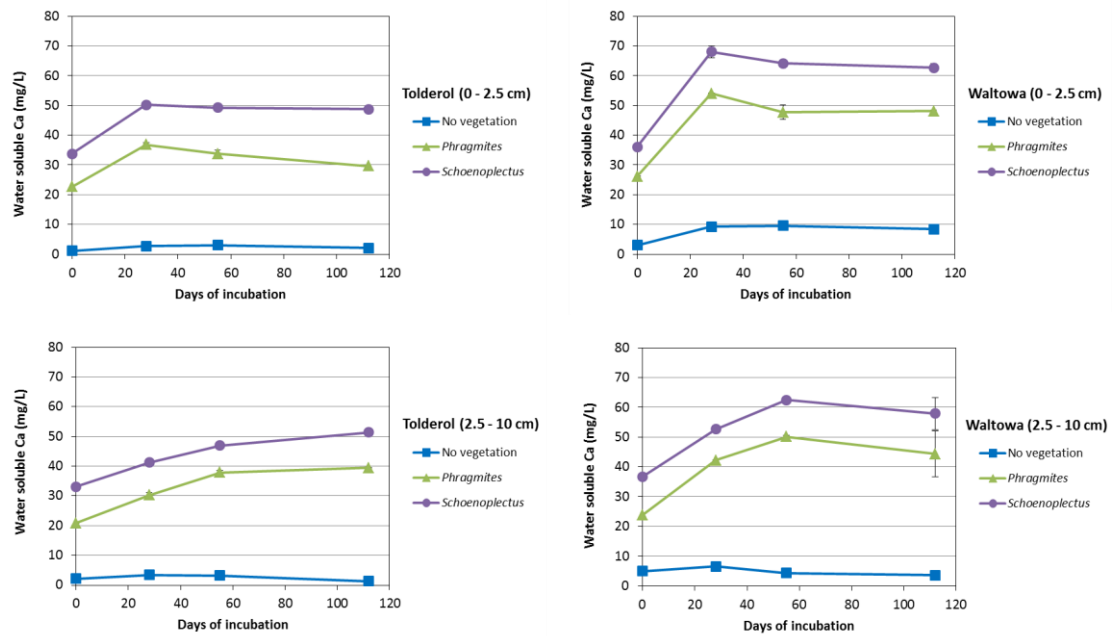 80
70
60
50
40
30
20
10
0
Water soluble Ca (mg/L)
0 20 40 60 80 100 120
Days of incubation
Tolderol (0 - 2.5 cm)
No vegetation
Phragmites
Schoenoplectus
80
70
60
50
40
30
20
10
0
Water soluble Ca (mg/L)
0 20 40 60 80 100 120
Days of incubation
Waltowa (0 - 2.5 cm)
No vegetation
Phragmites
Schoenoplectus
80
70
60
50
40
30
20
10
0
Water soluble Ca (mg/L)
0 20 40 60 80 100 120
Days of incubation
Tolderol (2.5 - 10 cm)
No vegetation
Phragmites
Schoenoplectus
80
70
60
50
40
30
20
10
0
Water soluble Ca (mg/L)
0 20 40 60 80 100 120
Days of incubation
Waltowa (2.5 - 10 cm)
No vegetation
Phragmites
Schoenoplectus